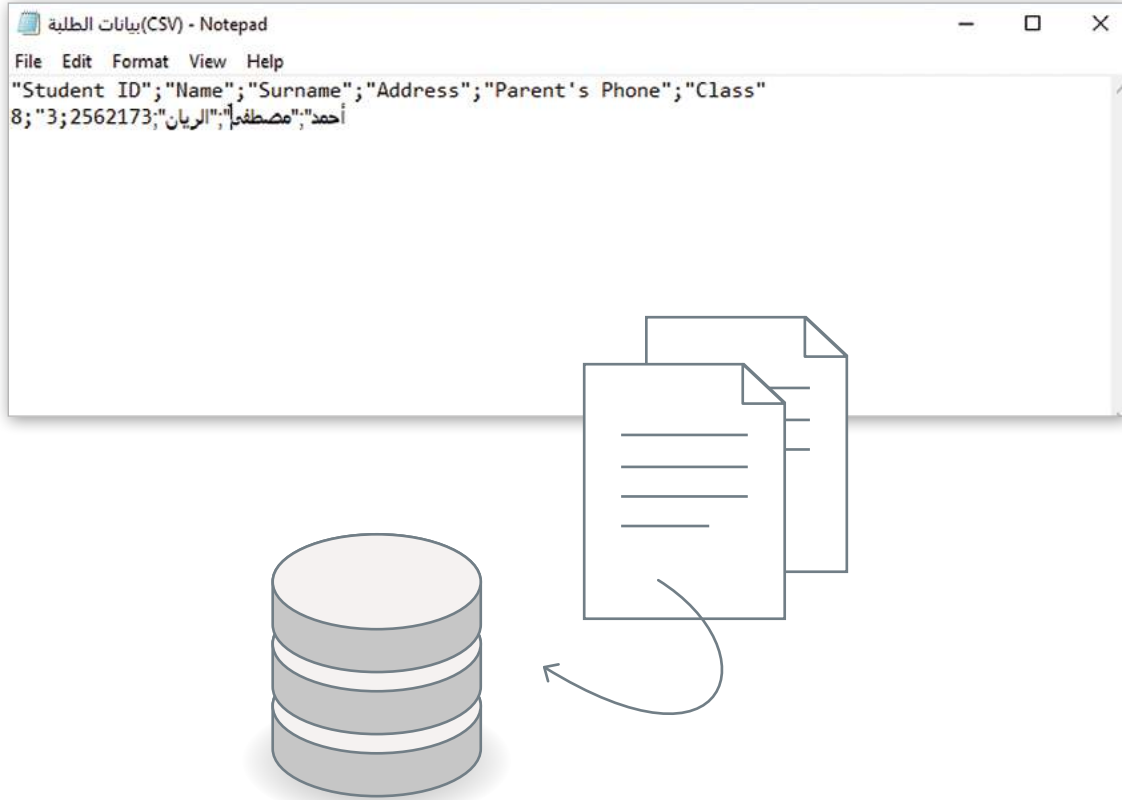 بيانات الطلبة(CSV) - Notepad
File Edit Format View Help
"Student ID";"Name";"Surname";"Address";"Parent's Phone";"Class"
8;"أحمد";"مصطفى";"الريان";2562173;3